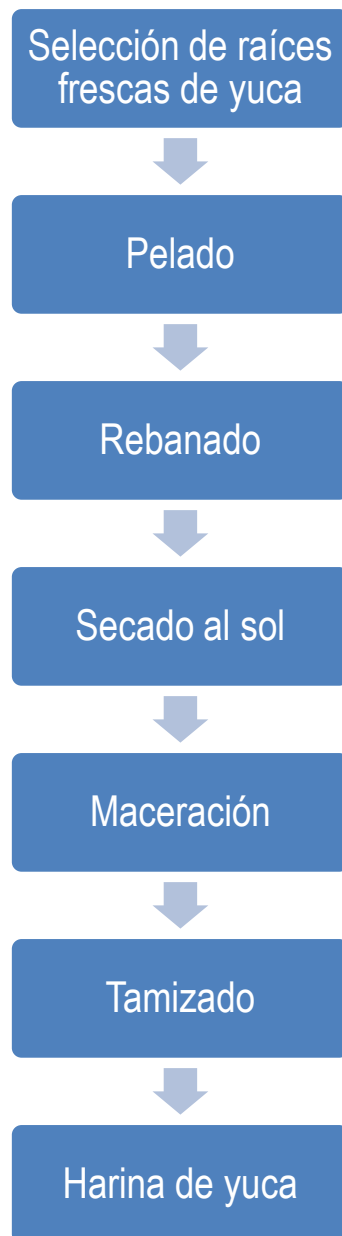 Selección de raíces
frescas de yuca
Pelado
Rebanado
Secado al sol
Maceración
Tamizado
Harina de yuca